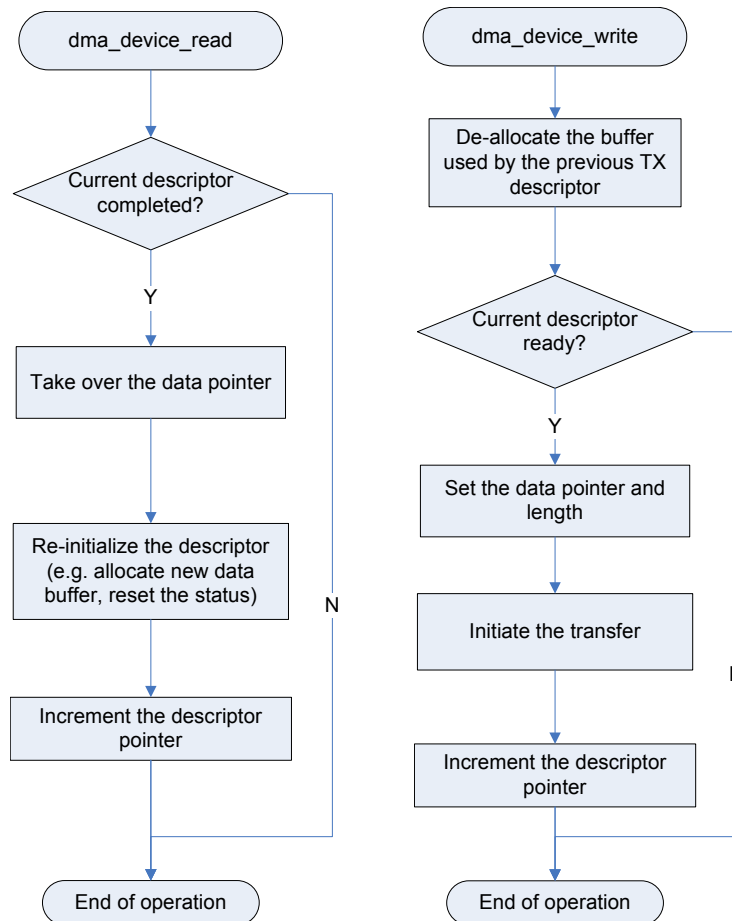 dma_device_read
Current descriptor
completed?
Y
Take over the data pointer
Re-initialize the descriptor
(e.g. allocate new data
buffer, reset the status)
N
Increment the descriptor
pointer
End of operation
dma_device_write
De-allocate the buffer
used by the previous TX
descriptor
Current descriptor
ready?
Y
Set the data pointer and
length
Initiate the transfer
Increment the descriptor
pointer
End of operation